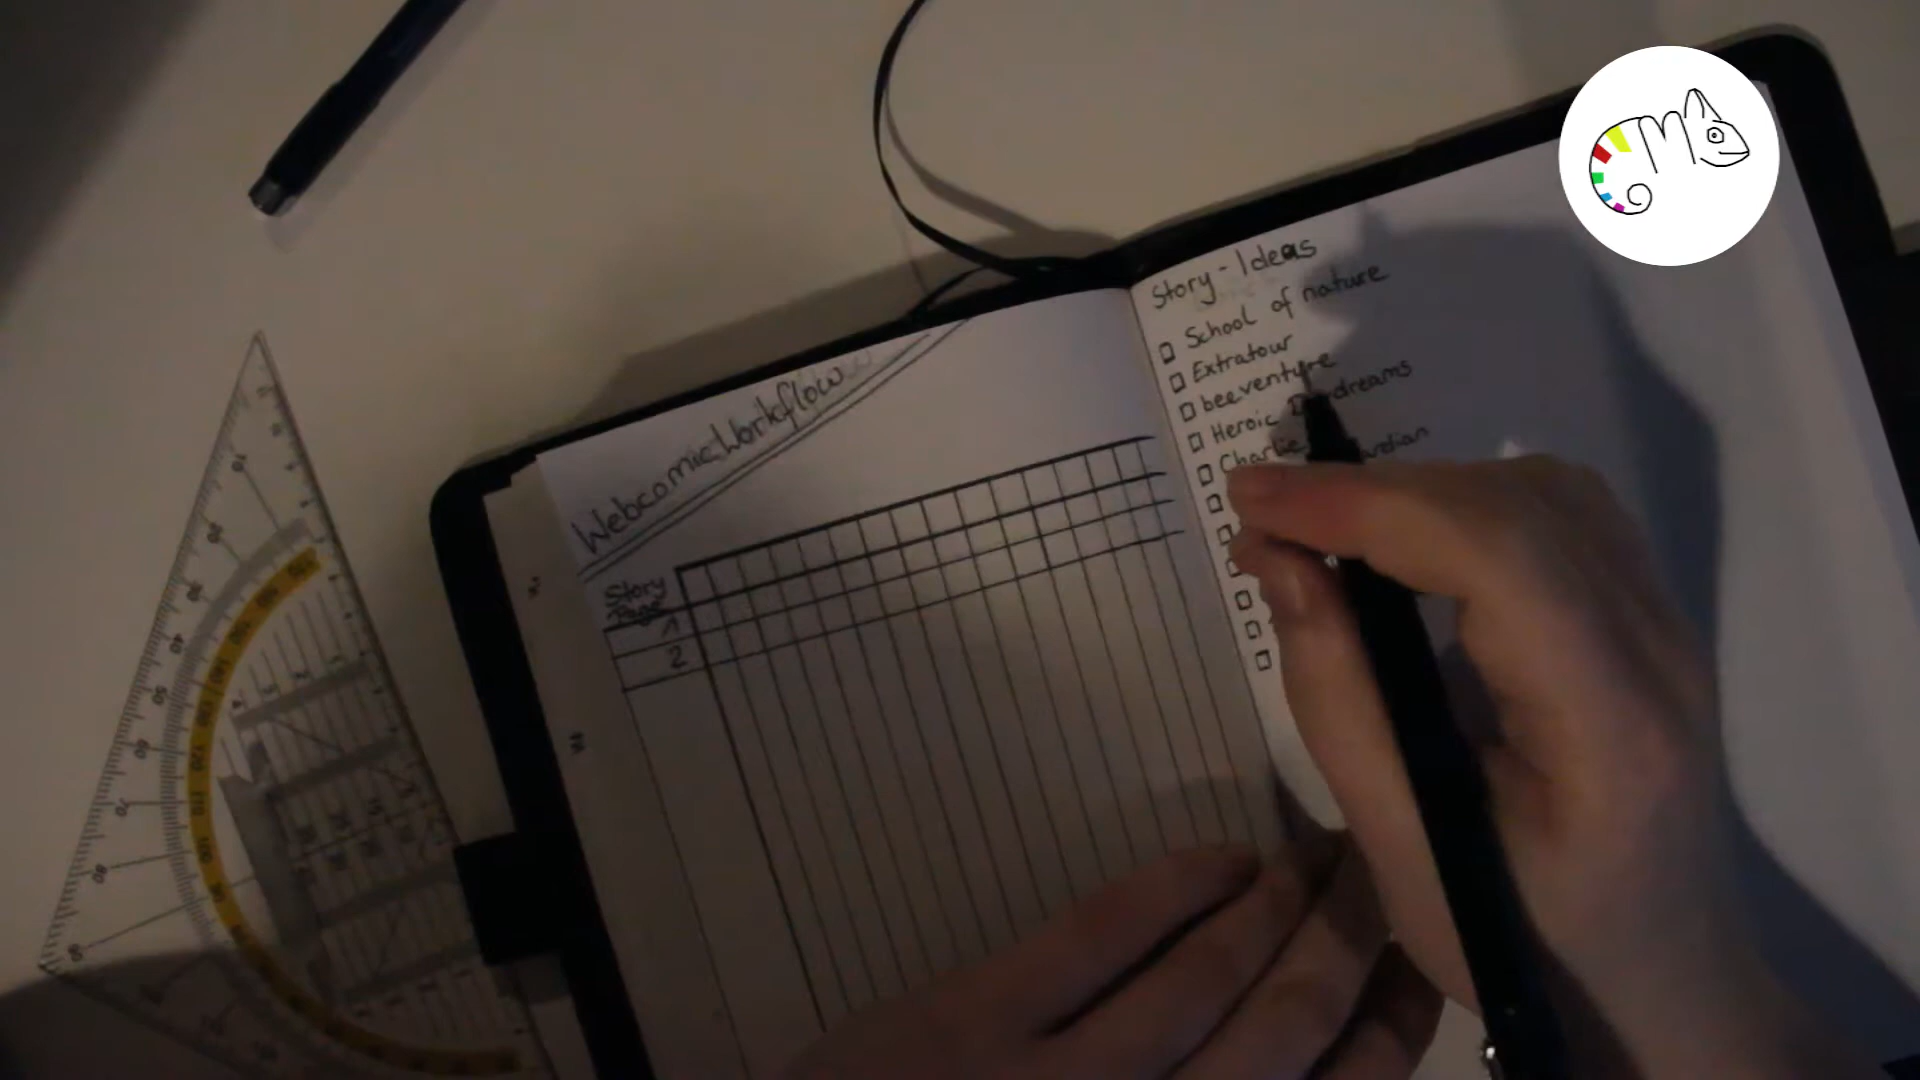 Webcomic Workflow
Story
Page
1
2
Story - Ideas
School of nature
Extratour
beeventure
Heroic dreams
Charlie